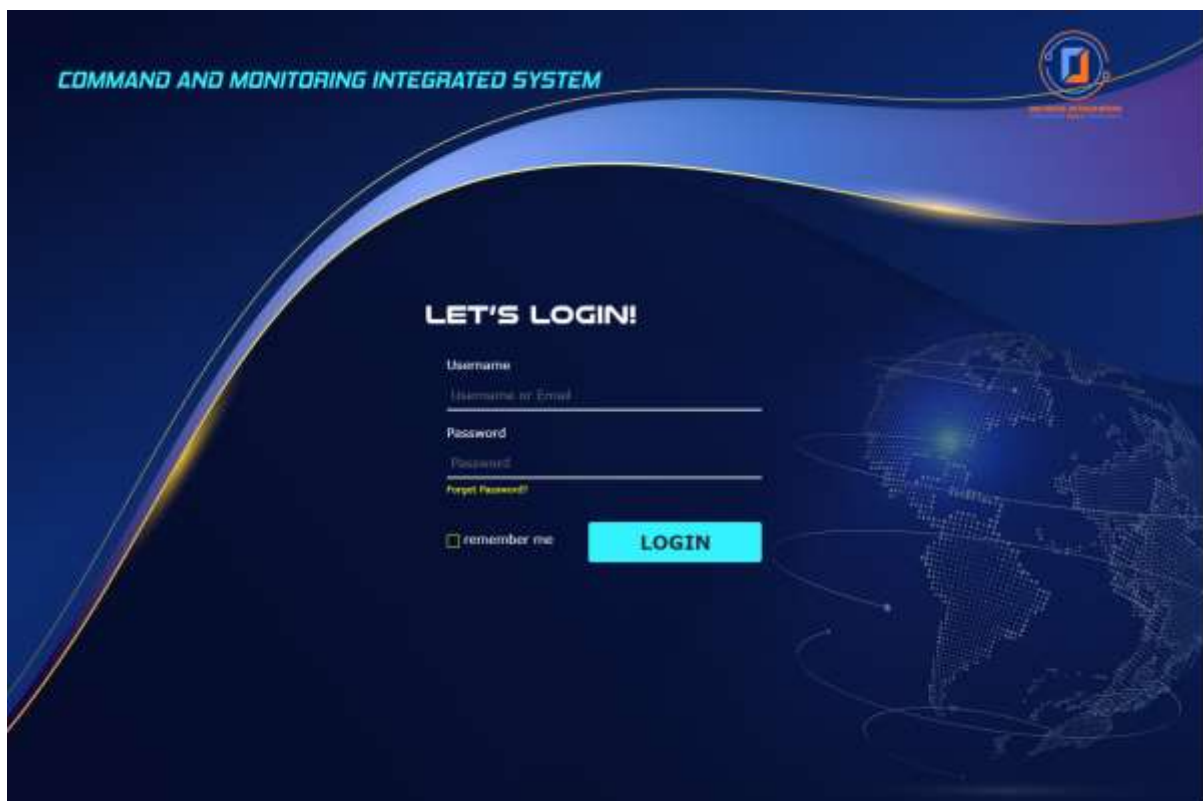 COMMAND AND MONITORING INTEGRATED SYSTEM
LET'S LOGIN!
Username
Username or Email
Password
Password
Forget Password?
remember me
LOGIN